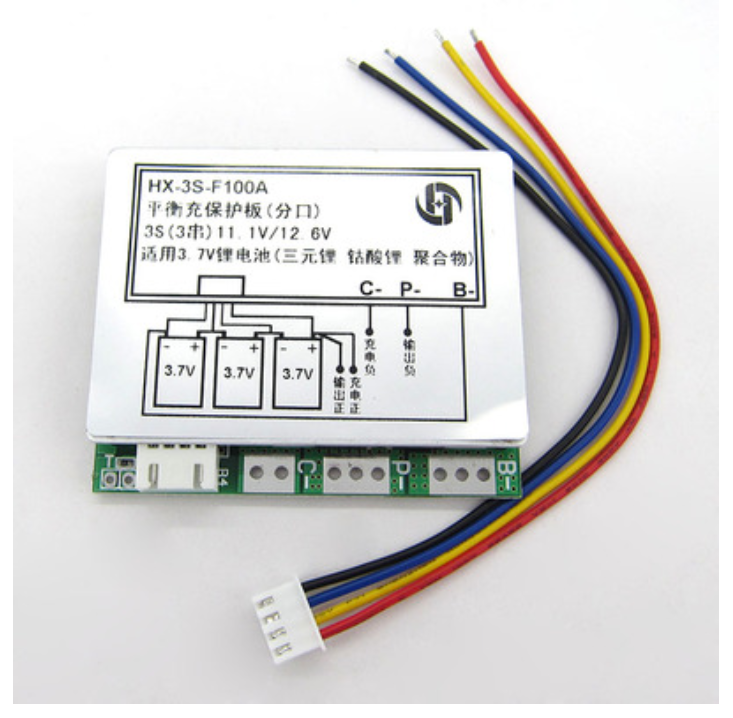 HX-3S-F100A
平衡充保护板(分口)
3S(3串)11.1V/12.6V
适用3.7V锂电池(三元锂 钴酸锂 聚合物)
C- P- B-
- + - + - +
3.7V 3.7V 3.7V
输出正
充电正
充电负
输出负
T
R4
C-
P-
B-